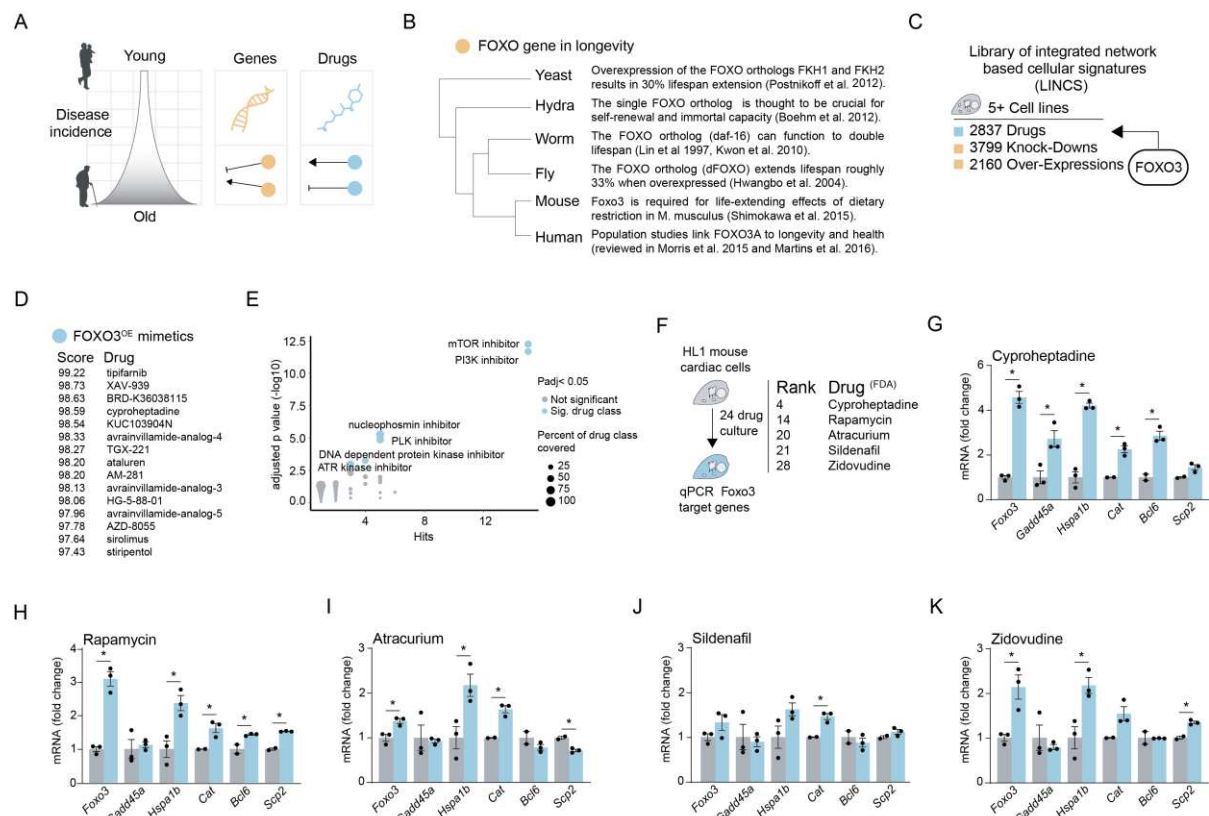 A
Young
Disease
incidence
Old
Genes
Drugs
B
FOXO gene in longevity
Yeast
Overexpression of the FOXO orthologs FKH1 and FKH2
results in 30% lifespan extension (Postnikoff et al. 2012).
Hydra
The single FOXO ortholog is thought to be crucial for
self-renewal and immortal capacity (Boehm et al. 2012).
Worm
The FOXO ortholog (daf-16) can function to double
lifespan (Lin et al 1997, Kwon et al. 2010).
Fly
The FOXO ortholog (dFOXO) extends lifespan roughly
33% when overexpressed (Hwangbo et al. 2004).
Mouse
Foxo3 is required for life-extending effects of dietary
restriction in M. musculus (Shimokawa et al. 2015).
Human
Population studies link FOXO3A to longevity and health
(reviewed in Morris et al. 2015 and Martins et al. 2016).
C
Library of integrated network
based cellular signatures
(LINCS)
5+ Cell lines
2837 Drugs
3799 Knock-Downs
2160 Over-Expressions
FOXO3
D
FOXO3OE mimetics
Score Drug
99.22 tipifarnib
98.73 XAV-939
98.63 BRD-K36038115
98.59 cyproheptadine
98.54 KUC103904N
98.33 avrainvillamide-analog-4
98.27 TGX-221
98.20 ataluren
98.20 AM-281
98.13 avrainvillamide-analog-3
98.06 HG-5-88-01
97.96 avrainvillamide-analog-5
97.78 AZD-8055
97.64 sirolimus
97.43 stiripentol
E
adjusted p value (-log10)
12.5
10.0
7.5
5.0
2.5
0.0
4
8
12
Hits
mTOR inhibitor
PI3K inhibitor
nucleophosmin inhibitor
PLK inhibitor
DNA dependent protein kinase inhibitor
ATR kinase inhibitor
Padj< 0.05
Not significant
Sig. drug class
Percent of drug class
covered
25
50
75
100
F
HL1 mouse
cardiac cells
24 drug
culture
qPCR Foxo3
target genes
Rank Drug (FDA)
4 Cyproheptadine
14 Rapamycin
20 Atracurium
21 Sildenafil
28 Zidovudine
G
Cyproheptadine
mRNA (fold change)
6
4
2
0
* * * * *
Foxo3 Gadd45a Hspa1b Cat Bcl6 Scp2
H
Rapamycin
mRNA (fold change)
4
3
2
1
0
* * * * *
Foxo3 Gadd45a Hspa1b Cat Bcl6 Scp2
I
Atracurium
mRNA (fold change)
3
2
1
0
* * * *
Foxo3 Gadd45a Hspa1b Cat Bcl6 Scp2
J
Sildenafil
mRNA (fold change)
3
2
1
0
*
Foxo3 Gadd45a Hspa1b Cat Bcl6 Scp2
K
Zidovudine
mRNA (fold change)
3
2
1
0
* * *
Foxo3 Gadd45a Hspa1b Cat Bcl6 Scp2